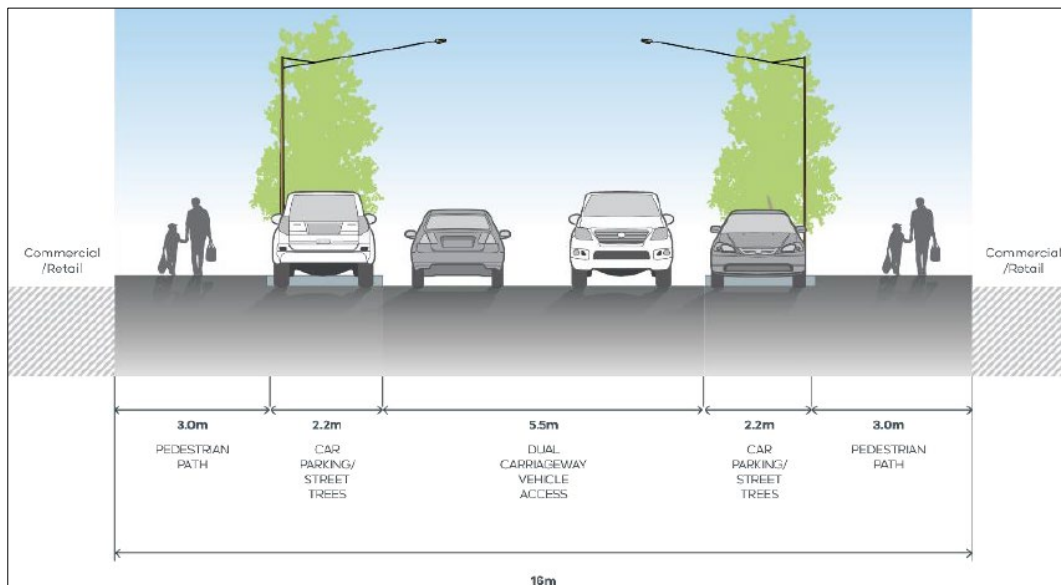 Commercial
/Retail
Commercial
/Retail
3.0m
PEDESTRIAN
PATH
2.2m
CAR
PARKING/
STREET
TREES
5.5m
DUAL
CARRIAGEWAY
VEHICLE
ACCESS
2.2m
CAR
PARKING/
STREET
TREES
3.0m
PEDESTRIAN
PATH
16m